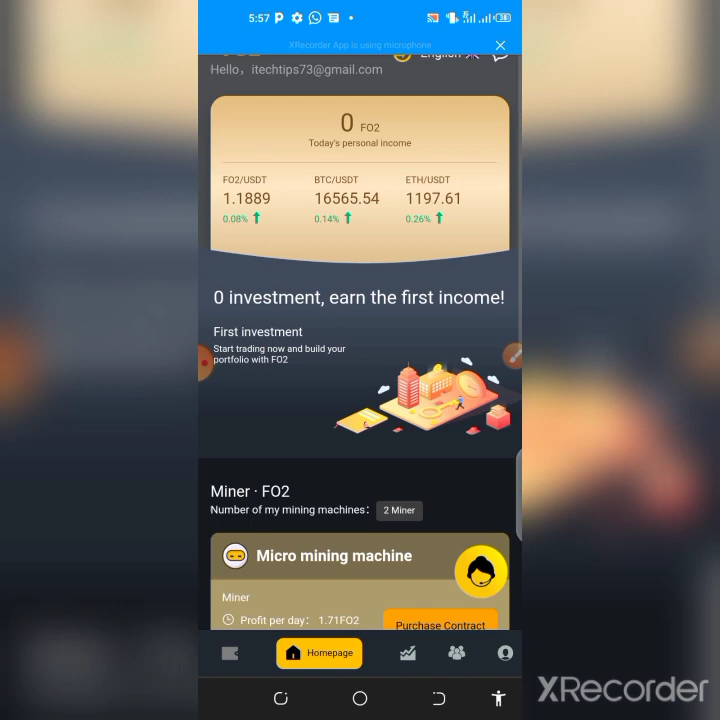 5:57
XRecorder App is using microphone
English
Hello，itechtips73@gmail.com
0 FO2
Today's personal income
FO2/USDT BTC/USDT ETH/USDT
1.1889 16565.54 1197.61
0.08% 0.14% 0.26%
0 investment, earn the first income!
First investment
Start trading now and build your
portfolio with FO2
Miner · FO2
Number of my mining machines： 2 Miner
Micro mining machine
Miner
Profit per day： 1.71FO2
Purchase Contract
Homepage
XRecorder